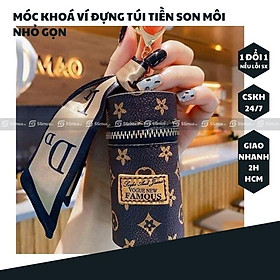 MÓC KHOÁ VÍ ĐỰNG TÚI TIỀN SON MÔI
NHỎ GỌN
M&O
1 ĐỔI 1
NẾU LỖI SX
CSKH
24/7
GIAO
NHANH
2H
HCM
D
D
VOGUE NEW
FAMOUS